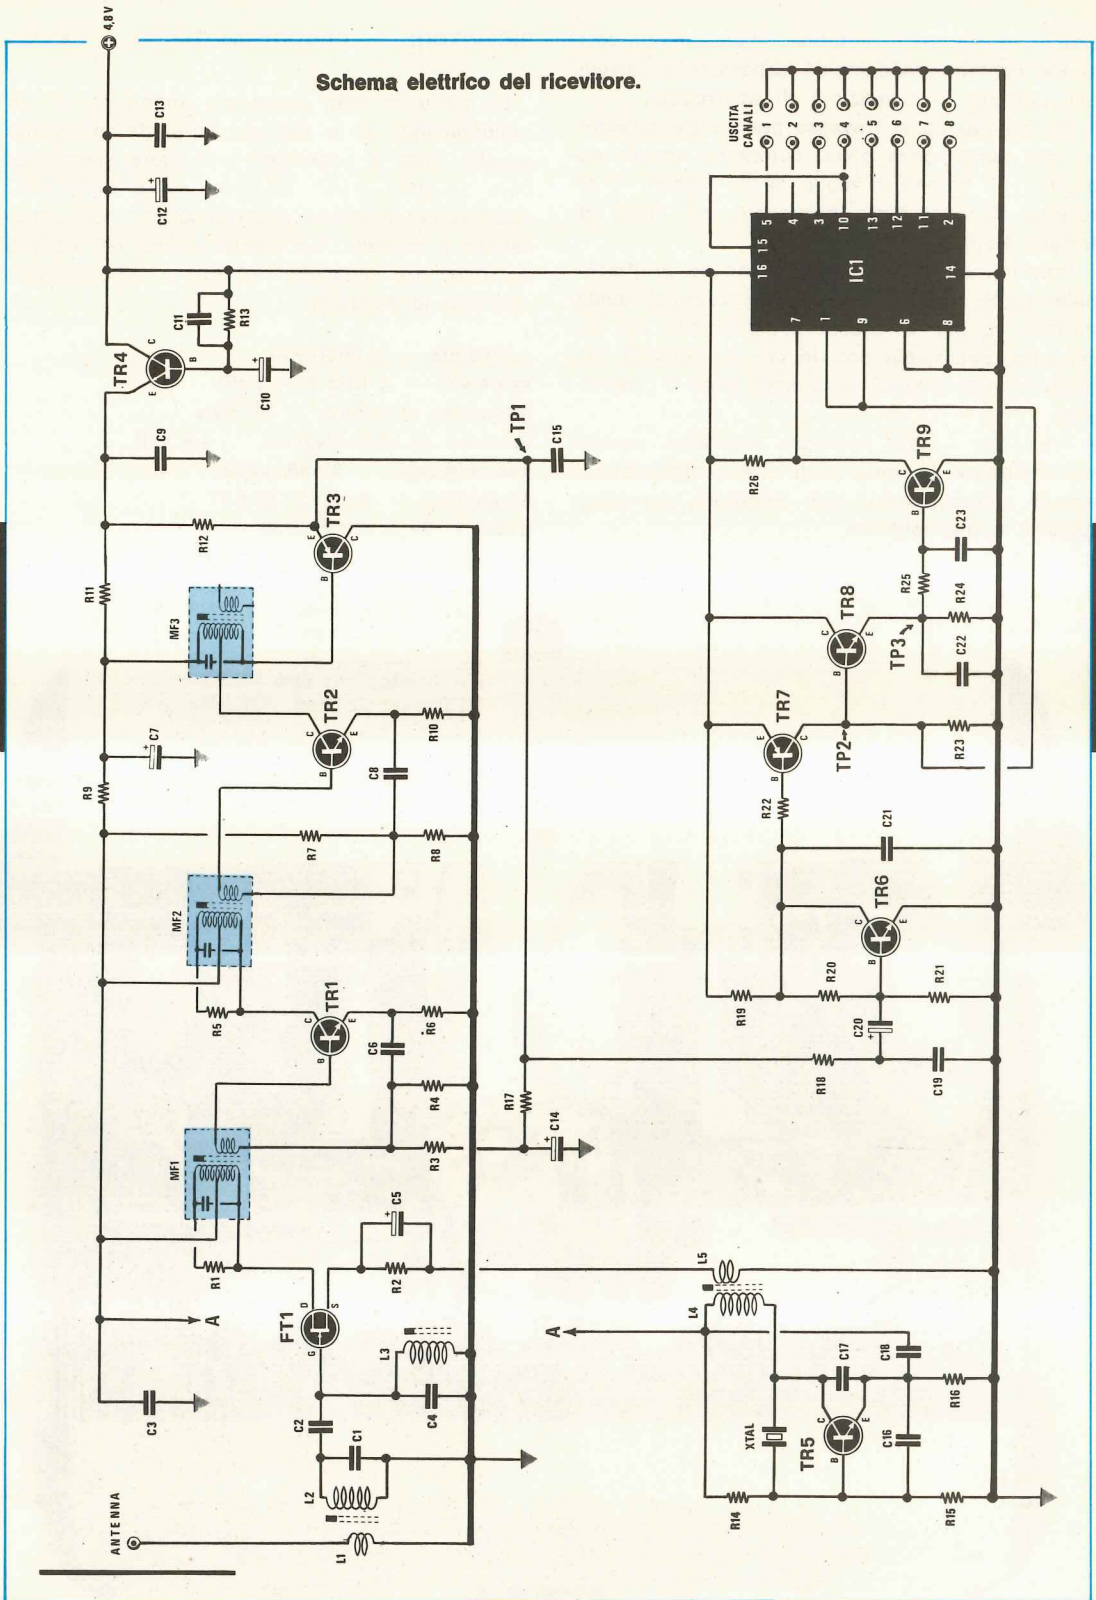 Schema elettrico del ricevitore.
4,8V
C13
C12
C11
R13
TR4
C
B
E
C10
C9
R12
R11
MF3
TR3
E
C
B
TP1
C15
C7
R9
TR2
C
E
B
R10
C8
R7
R8
MF2
R5
TR1
C
E
B
C6
R6
R4
R3
R17
C14
MF1
R1
C5
R2
FT1
D
S
G
A
L3
C3
C2
C4
C1
L2
L1
ANTENNA
USCITA
CANALI
1
2
3
4
5
6
7
8
5
4
3
10
13
12
11
2
15
16
IC1
14
7
1
9
6
8
R26
TR9
C
E
B
C23
R25
R24
TR8
C
E
B
TP3
C22
TR7
E
C
B
TP2
R23
R22
C21
TR6
C
E
B
R19
R20
R21
C20
R18
C19
L5
L4
A
C17
C18
R16
XTAL
TR5
C
E
B
C16
R14
R15